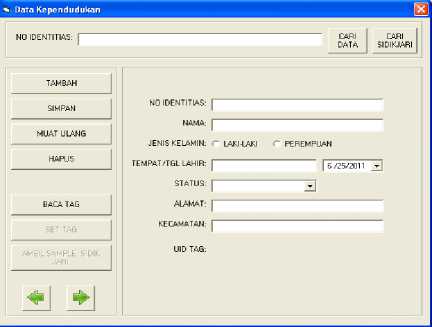 Data Kependudukan
NO IDENTITIAS:
CARI DATA
CARI SIDIKJARI
TAMBAH
SIMPAN
MUAT ULANG
HAPUS
BACA TAG
SET TAG
AMBIL SAMPLE SIDIK JARI
NO IDENTITIAS:
NAMA:
JENIS KELAMIN: LAKI-LAKI PEREMPUAN
TEMPAT/TGL LAHIR: 6/25/2011
STATUS:
ALAMAT:
KECAMATAN:
UID TAG: